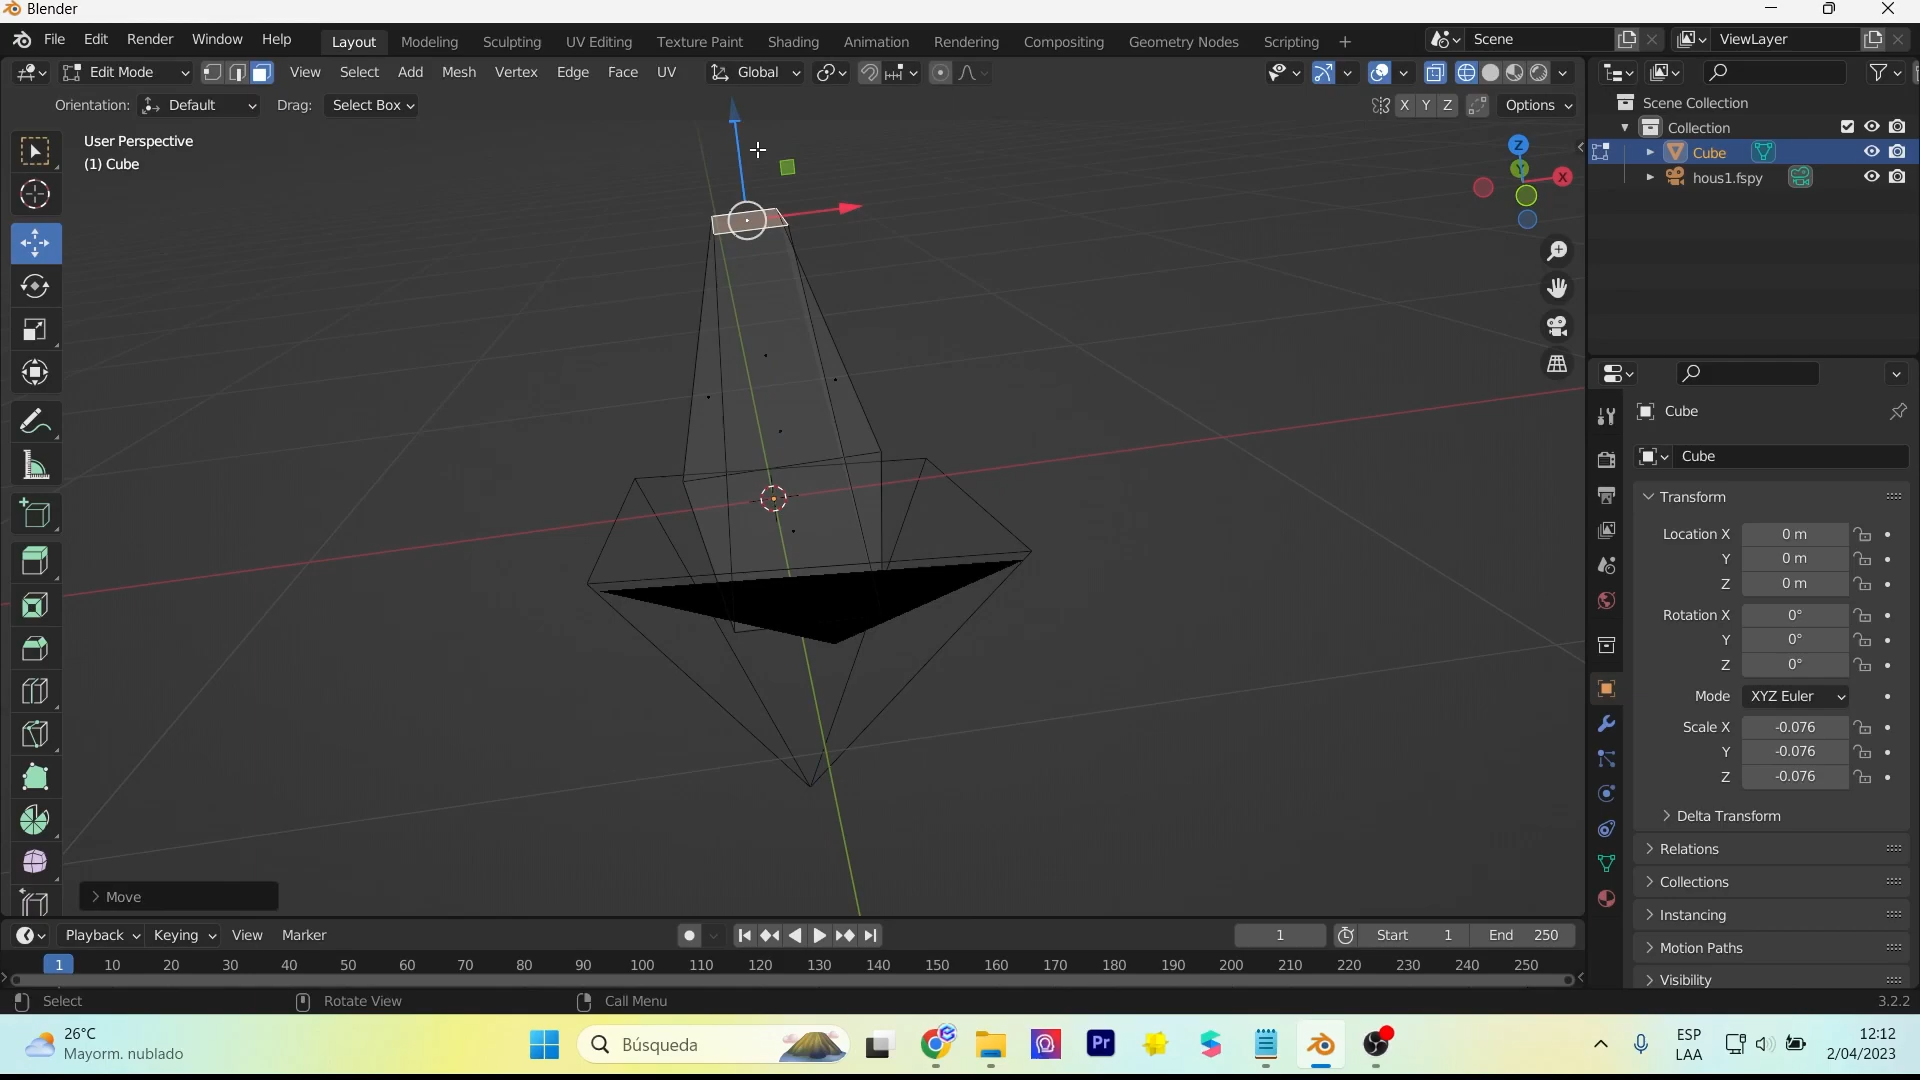 Blender
File Edit Render Window Help Layout Modeling Sculpting UV Editing Texture Paint Shading Animation Rendering Compositing Geometry Nodes Scripting + Scene ViewLayer
Edit Mode View Select Add Mesh Vertex Edge Face UV Global
Orientation: Default Drag: Select Box X Y Z Options
User Perspective
(1) Cube
Z
Y
X
Scene Collection
Collection
Cube
hous1.fspy
Cube
Cube
Transform
Location X 0 m
Y 0 m
Z 0 m
Rotation X 0°
Y 0°
Z 0°
Mode XYZ Euler
Scale X -0.076
Y -0.076
Z -0.076
Delta Transform
Relations
Collections
Instancing
Motion Paths
Visibility
Move
Playback Keying View Marker 1 Start 1 End 250
1 10 20 30 40 50 60 70 80 90 100 110 120 130 140 150 160 170 180 190 200 210 220 230 240 250
Select Rotate View Call Menu 3.2.2
26°C
Mayorm. nublado
Búsqueda
Pr
ESP
LAA
12:12
2/04/2023